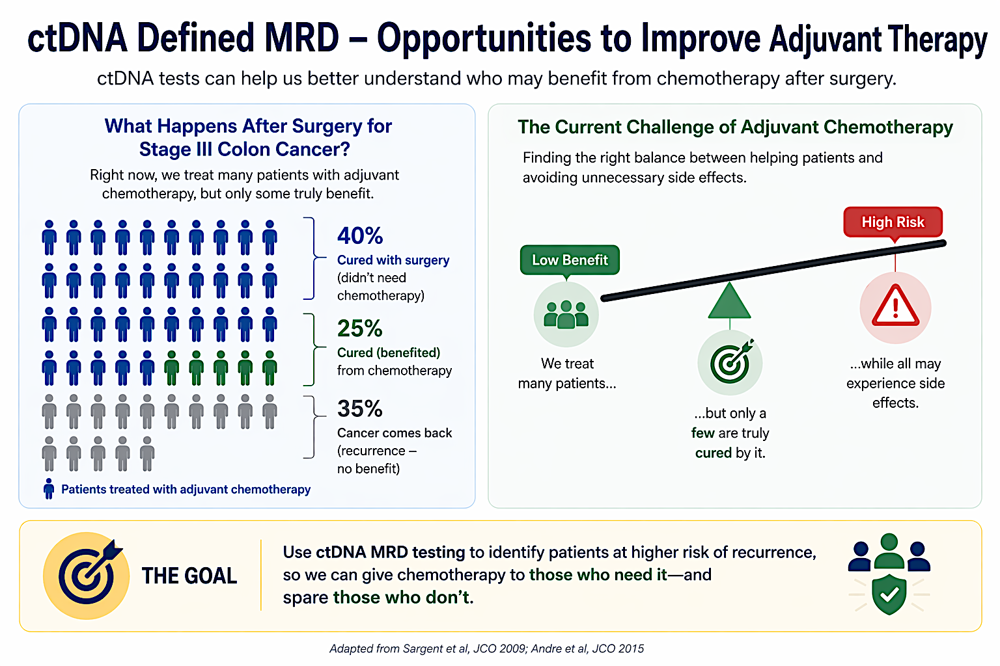 ctDNA Defined MRD – Opportunities to Improve Adjuvant Therapy
ctDNA tests can help us better understand who may benefit from chemotherapy after surgery.
What Happens After Surgery for
Stage III Colon Cancer?
Right now, we treat many patients with adjuvant
chemotherapy, but only some truly benefit.
40%
Cured with surgery
(didn't need
chemotherapy)
25%
Cured (benefited)
from chemotherapy
35%
Cancer comes back
(recurrence –
no benefit)
Patients treated with adjuvant chemotherapy
The Current Challenge of Adjuvant Chemotherapy
Finding the right balance between helping patients and
avoiding unnecessary side effects.
Low Benefit
High Risk
We treat
many patients...
...but only a
few are truly
cured by it.
...while all may
experience side
effects.
THE GOAL
Use ctDNA MRD testing to identify patients at higher risk of recurrence,
so we can give chemotherapy to those who need it—and
spare those who don't.
Adapted from Sargent et al, JCO 2009; Andre et al, JCO 2015